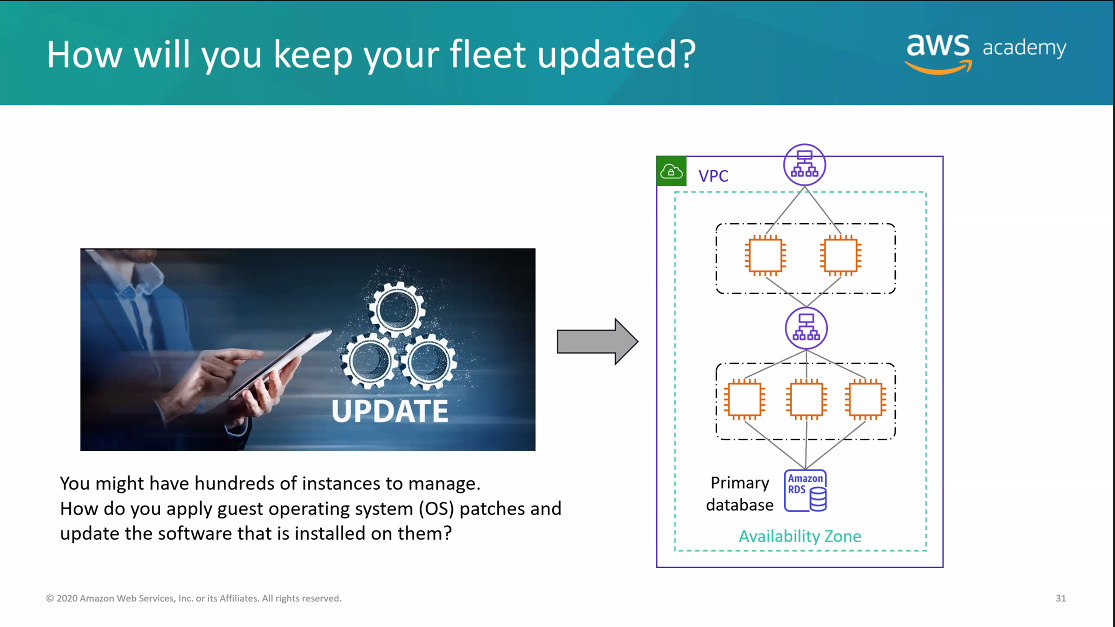 How will you keep your fleet updated?
aws academy
VPC
UPDATE
You might have hundreds of instances to manage.
How do you apply guest operating system (OS) patches and
update the software that is installed on them?
Primary
database
Amazon
RDS
Availability Zone
© 2020 Amazon Web Services, Inc. or its Affiliates. All rights reserved.
31